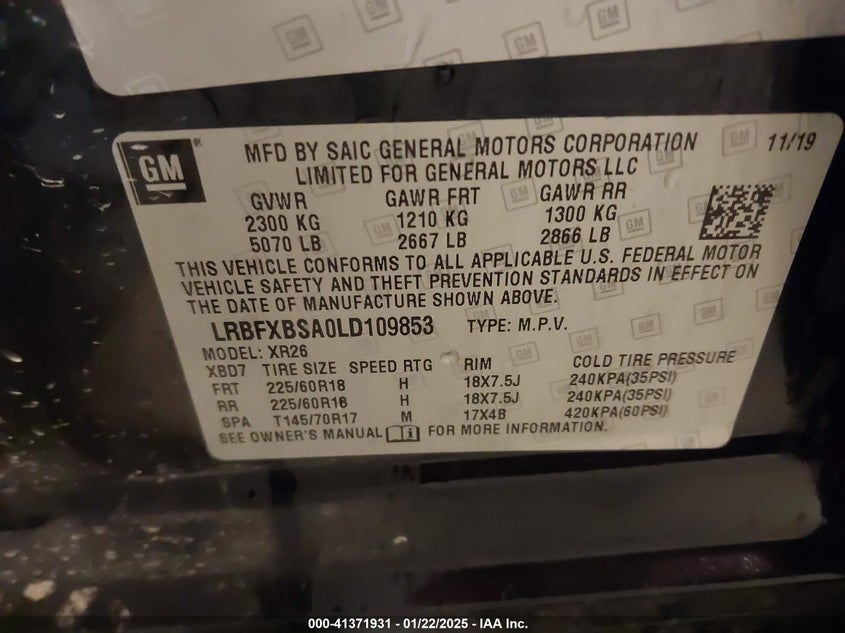 GM
MFD BY SAIC GENERAL MOTORS CORPORATION 11/19
LIMITED FOR GENERAL MOTORS LLC
GVWR GAWR FRT GAWR RR
2300 KG 1210 KG 1300 KG
5070 LB 2667 LB 2866 LB
THIS VEHICLE CONFORMS TO ALL APPLICABLE U.S. FEDERAL MOTOR
VEHICLE SAFETY AND THEFT PREVENTION STANDARDS IN EFFECT ON
THE DATE OF MANUFACTURE SHOWN ABOVE.
LRBFXBSA0LD109853 TYPE: M.P.V.
MODEL: XR26
XBD7 TIRE SIZE SPEED RTG RIM COLD TIRE PRESSURE
FRT 225/60R18 H 18X7.5J 240KPA(35PSI)
RR 225/60R18 H 18X7.5J 240KPA(35PSI)
SPA T145/70R17 M 17X4B 420KPA(60PSI)
SEE OWNER'S MANUAL FOR MORE INFORMATION.
000-41371931 - 01/22/2025 - IAA Inc.